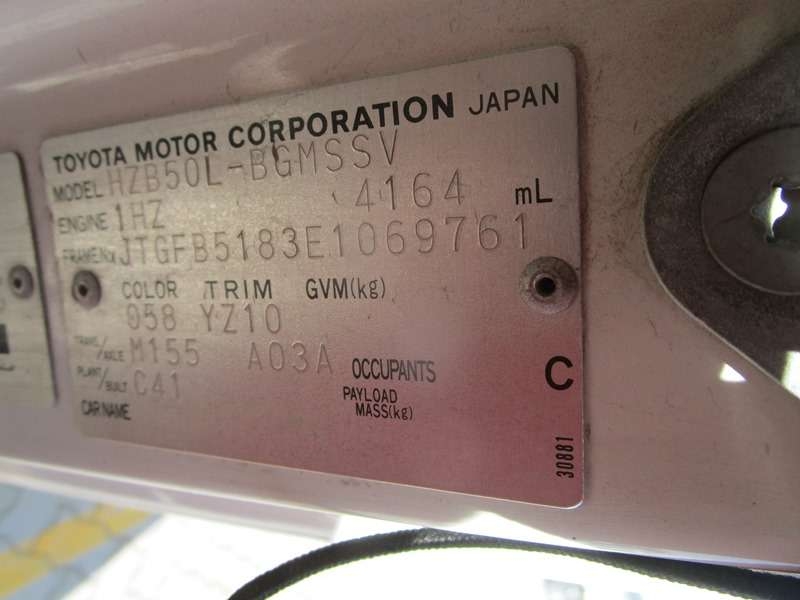 TOYOTA MOTOR CORPORATION JAPAN
MODEL HZB50L-BGMSSV
ENGINE 1HZ 4164 mL
FRAME No. JTGFB5183E1069761
COLOR TRIM GVM(kg)
058 YZ10
TRANS/AXLE M155 A03A OCCUPANTS C
PLANT/BUILT C41 PAYLOAD MASS(kg)
CAR NAME
30881